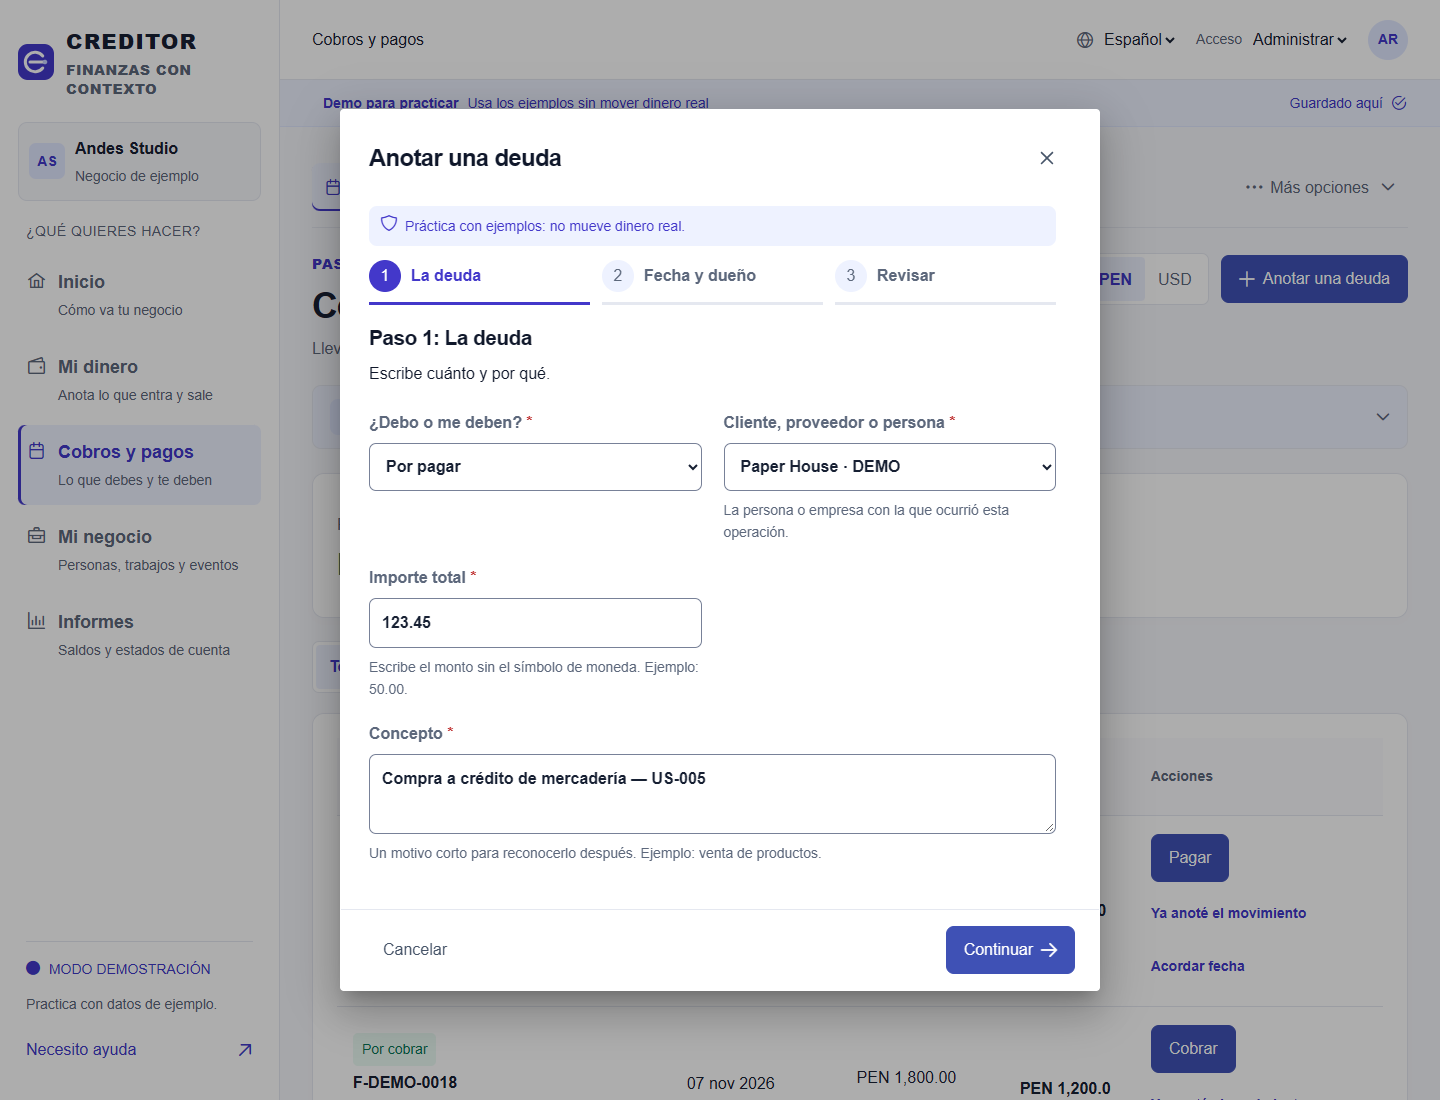 CREDITOR
FINANZAS CON
CONTEXTO
AS
Andes Studio
Negocio de ejemplo
¿QUÉ QUIERES HACER?
Inicio
Cómo va tu negocio
Mi dinero
Anota lo que entra y sale
Cobros y pagos
Lo que debes y te deben
Mi negocio
Personas, trabajos y eventos
Informes
Saldos y estados de cuenta
MODO DEMOSTRACIÓN
Practica con datos de ejemplo.
Necesito ayuda
Cobros y pagos
Español
Acceso
Administrar
AR
Demo para practicar Usa los ejemplos sin mover dinero real
Guardado aquí
Más opciones
PEN
USD
Anotar una deuda
Anotar una deuda
Práctica con ejemplos: no mueve dinero real.
1 La deuda
2 Fecha y dueño
3 Revisar
Paso 1: La deuda
Escribe cuánto y por qué.
¿Debo o me deben? *
Por pagar
Cliente, proveedor o persona *
Paper House · DEMO
La persona o empresa con la que ocurrió esta
operación.
Importe total *
123.45
Escribe el monto sin el símbolo de moneda. Ejemplo:
50.00.
Concepto *
Compra a crédito de mercadería — US-005
Un motivo corto para reconocerlo después. Ejemplo: venta de productos.
Cancelar
Continuar
Acciones
Pagar
Ya anoté el movimiento
Acordar fecha
Por cobrar
F-DEMO-0018
07 nov 2026
PEN 1,800.00
PEN 1,200.0
Cobrar